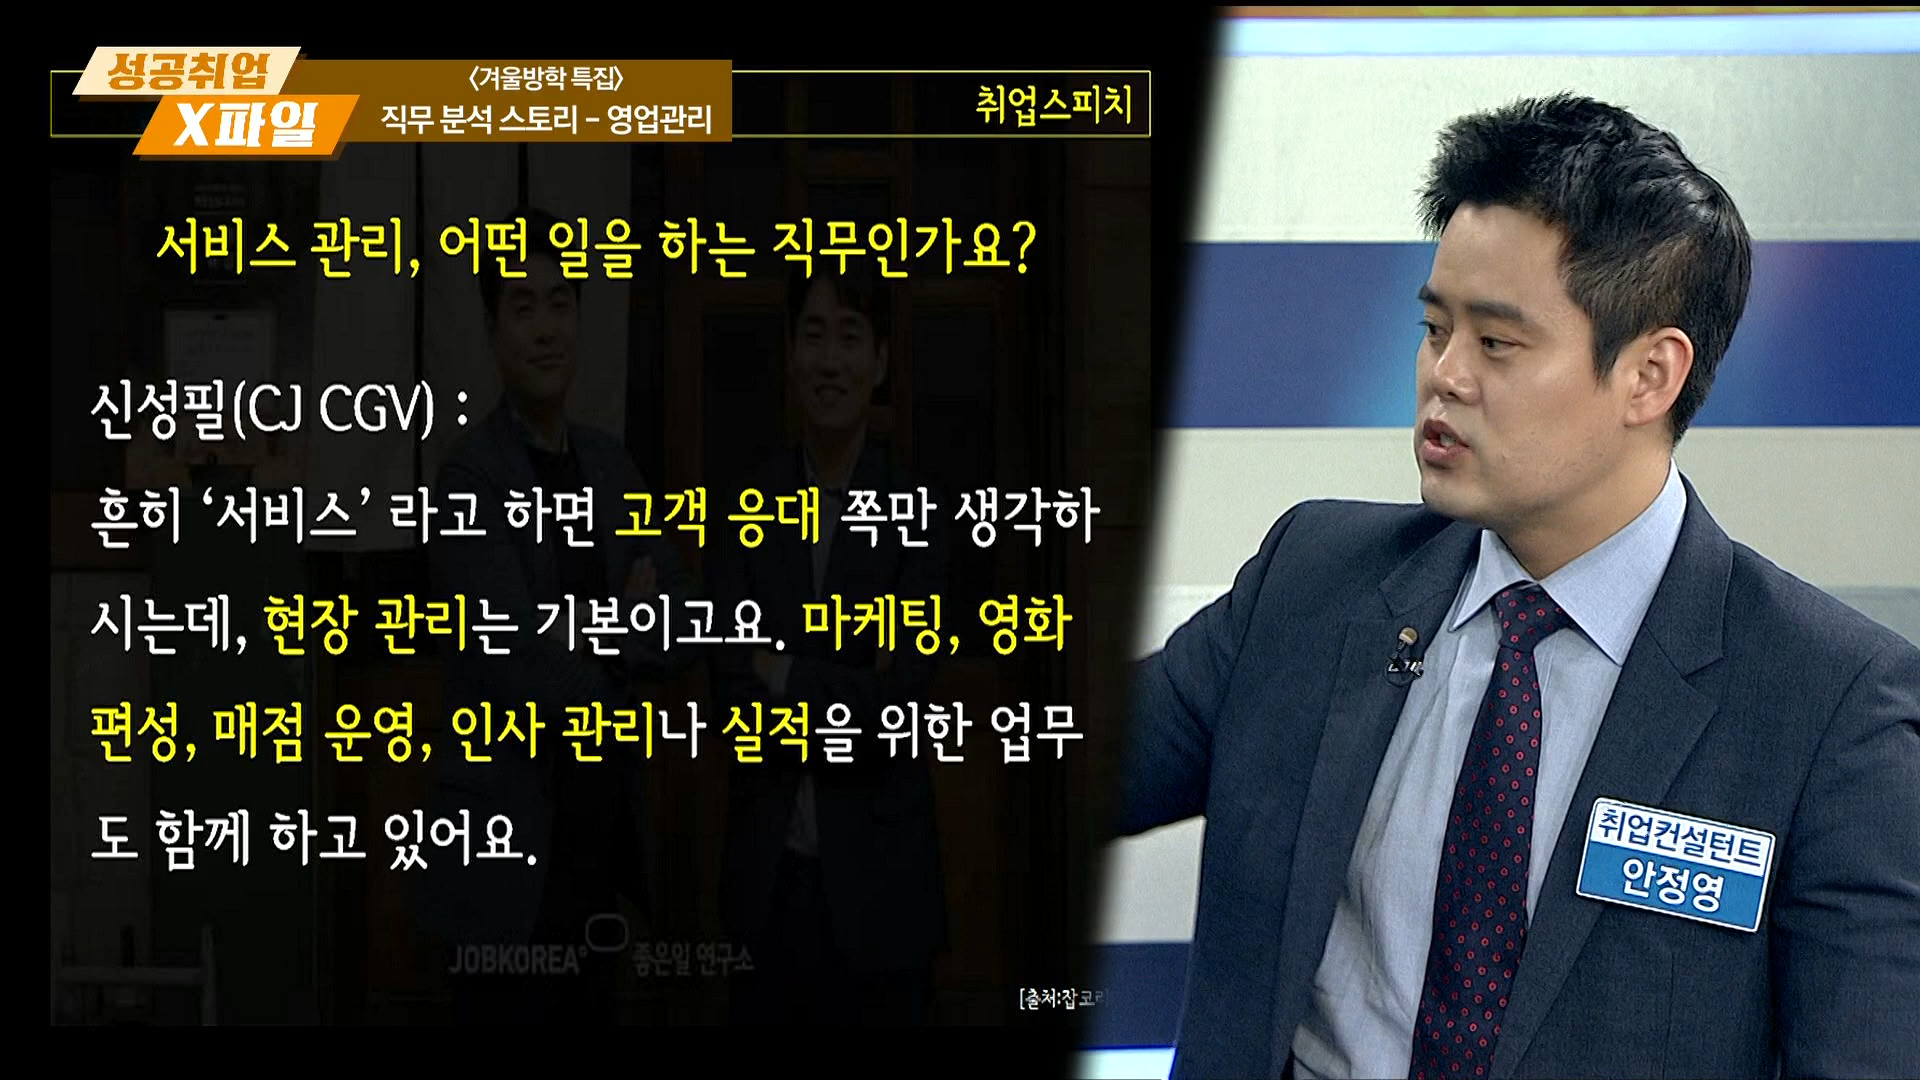 성공취업
X파일
<겨울방학 특집>
직무 분석 스토리 - 영업관리
취업스피치
서비스 관리, 어떤 일을 하는 직무인가요?
신성필(CJ CGV) :
흔히 ‘서비스’ 라고 하면 고객 응대 쪽만 생각하
시는데, 현장 관리는 기본이고요. 마케팅, 영화
편성, 매점 운영, 인사 관리나 실적을 위한 업무
도 함께 하고 있어요.
JOBKOREA 좋은일 연구소
[출처:잡코리
취업컨설턴트
안정영